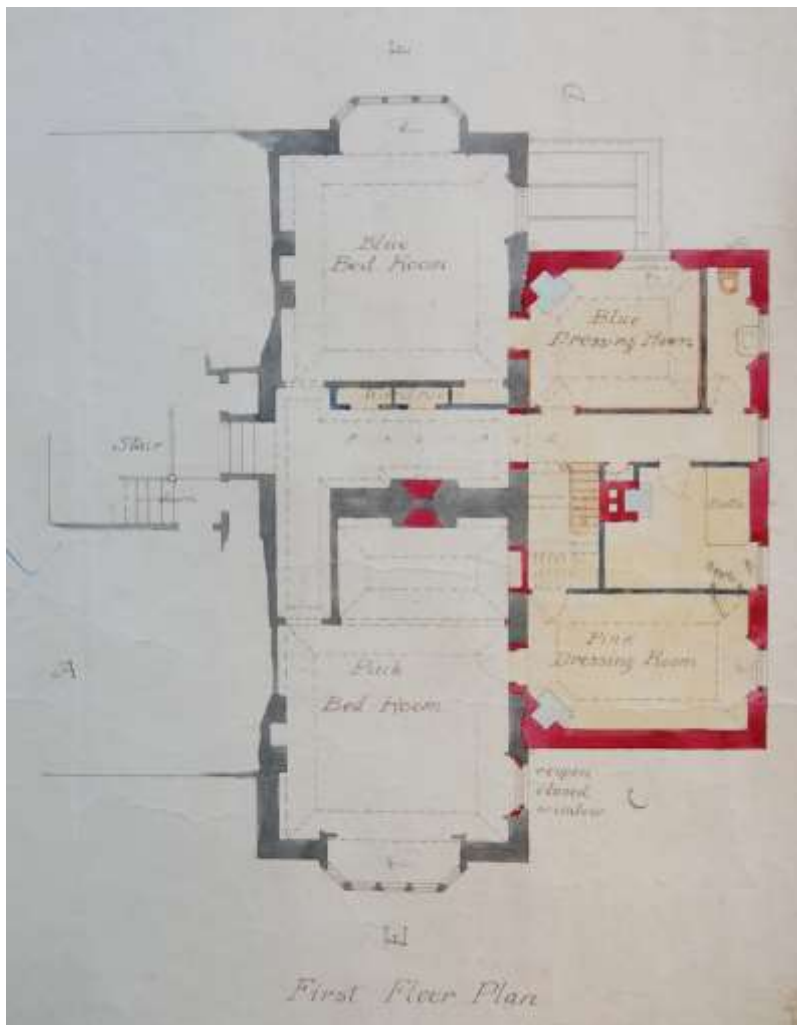 E
D
Blue
Bed Room
Blue
Dressing Room
Stair
Bath
Pink
Dressing Room
A
Pink
Bed Room
reopen
closed
window
C
E
First Floor Plan